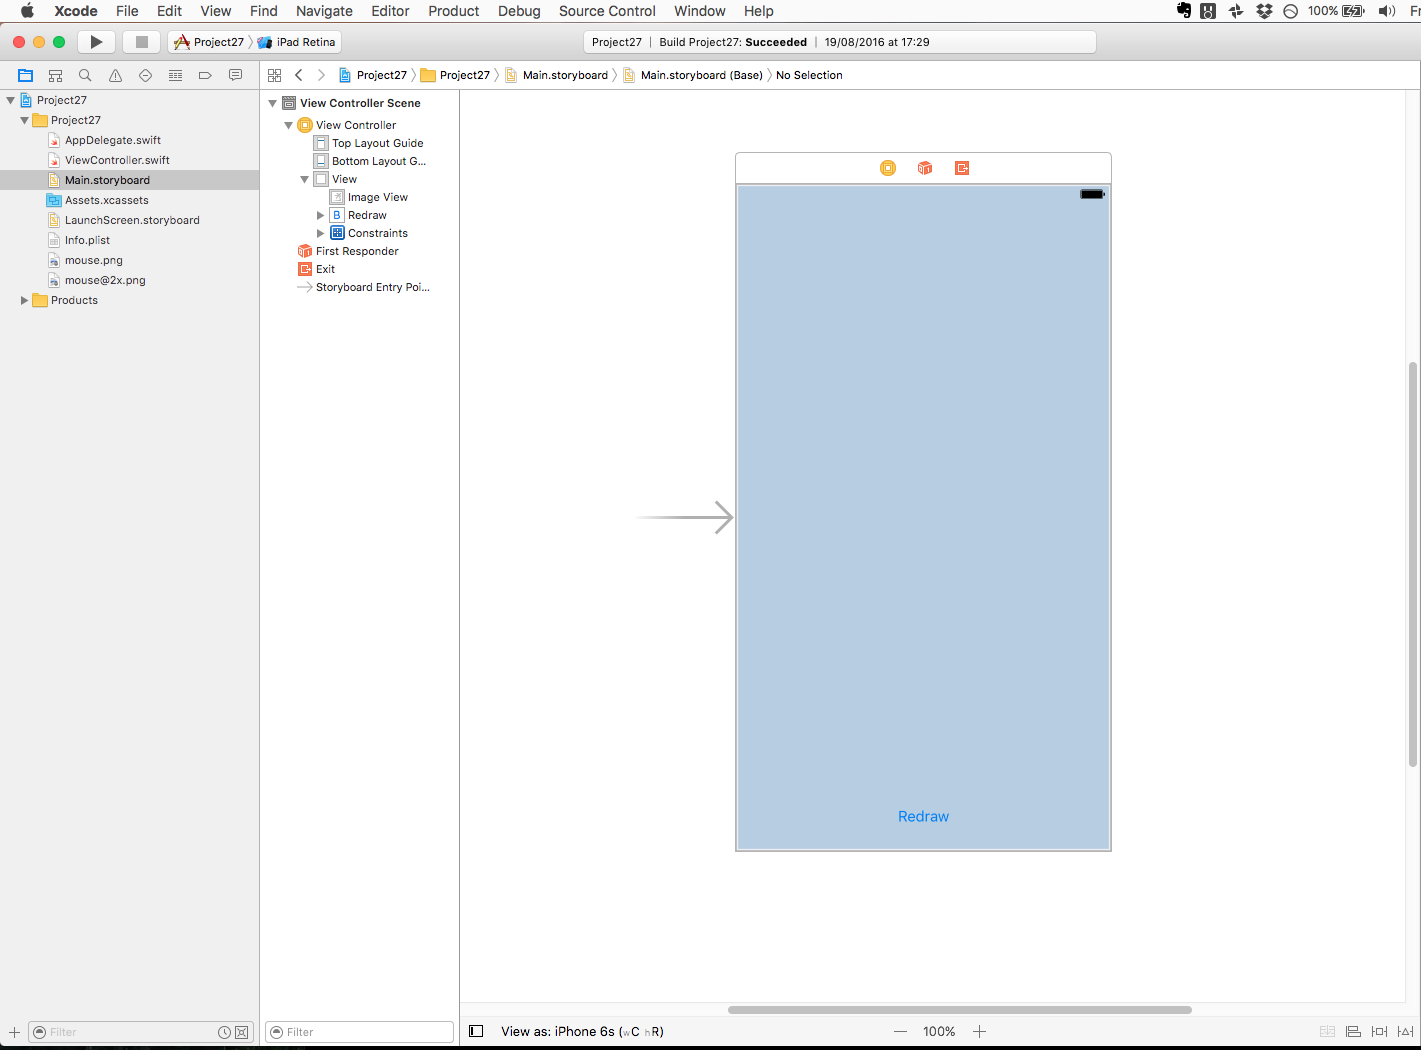 Xcode File Edit View Find Navigate Editor Product Debug Source Control Window Help 100% Fr
Project27 iPad Retina
Project27 | Build Project27: Succeeded | 19/08/2016 at 17:29
Project27 Project27 Main.storyboard Main.storyboard (Base) No Selection
Project27
Project27
AppDelegate.swift
ViewController.swift
Main.storyboard
Assets.xcassets
LaunchScreen.storyboard
Info.plist
mouse.png
mouse@2x.png
Products
View Controller Scene
View Controller
Top Layout Guide
Bottom Layout G...
View
Image View
B Redraw
Constraints
First Responder
Exit
Storyboard Entry Poi...
Redraw
Filter
Filter
View as: iPhone 6s (wC hR)
100%